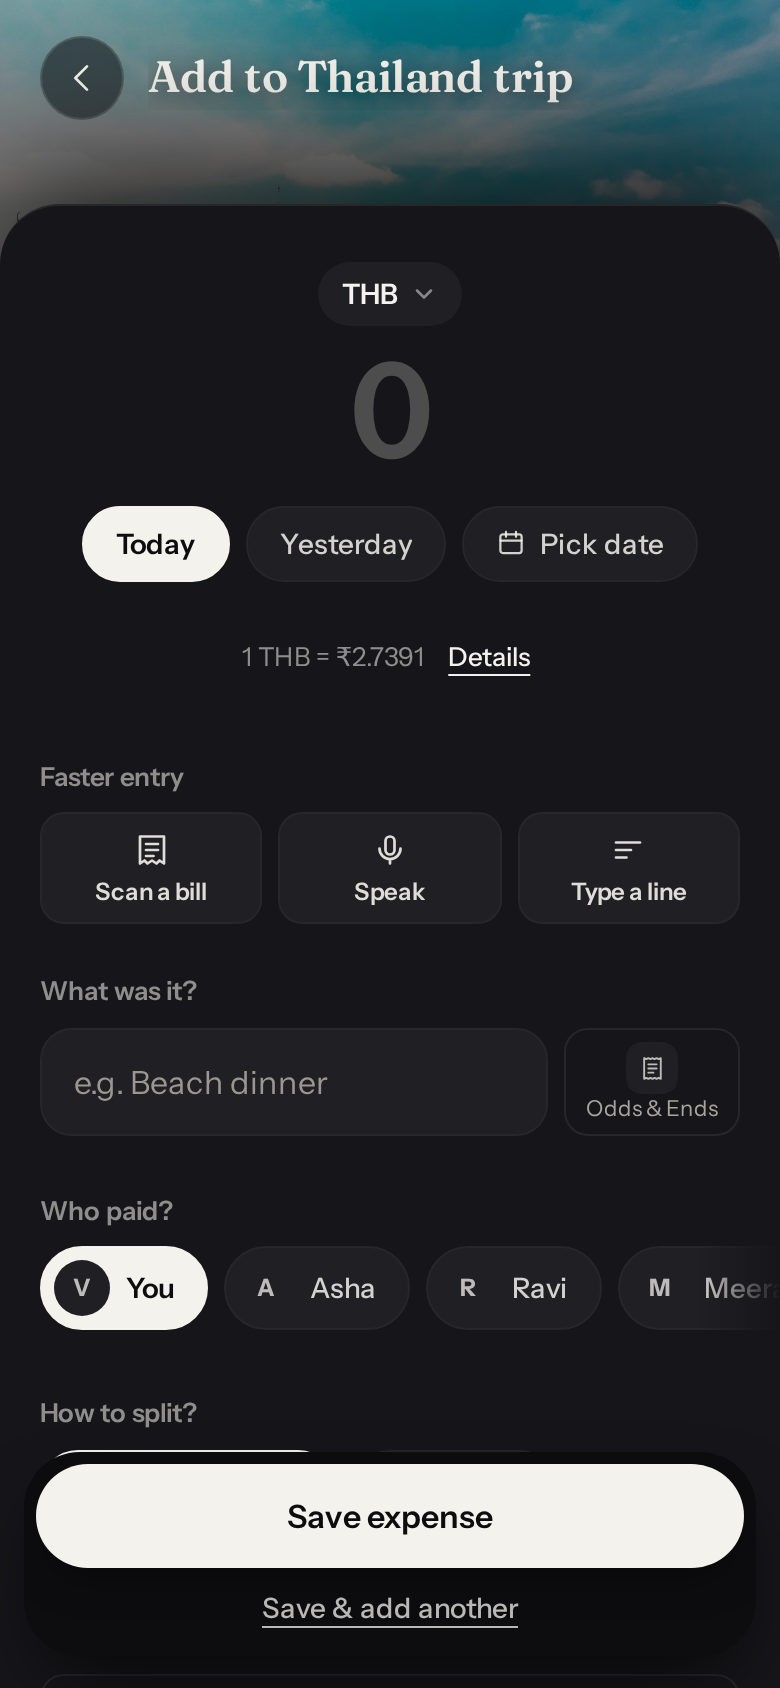 Add to Thailand trip
THB
0
Today Yesterday Pick date
1 THB = ₹2.7391 Details
Faster entry
Scan a bill Speak Type a line
What was it?
e.g. Beach dinner
Odds & Ends
Who paid?
V You A Asha R Ravi M Meera
How to split?
Save expense
Save & add another